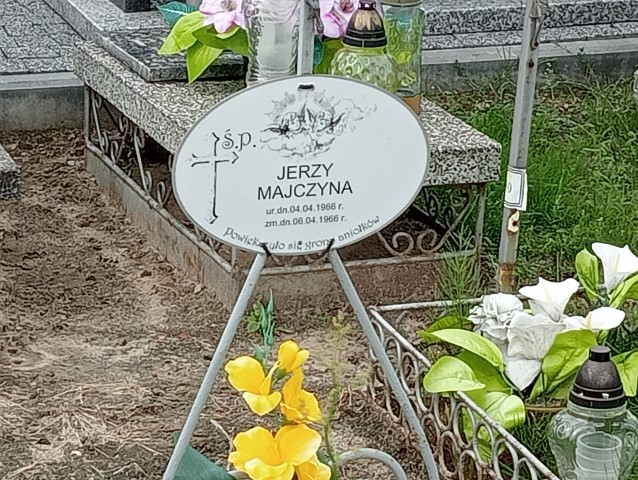 Ś.P.
JERZY
MAJCZYNA
ur.dn.04.04.1966 r.
zm.dn.06.04.1966 r.
Powiększyło się grono aniołków